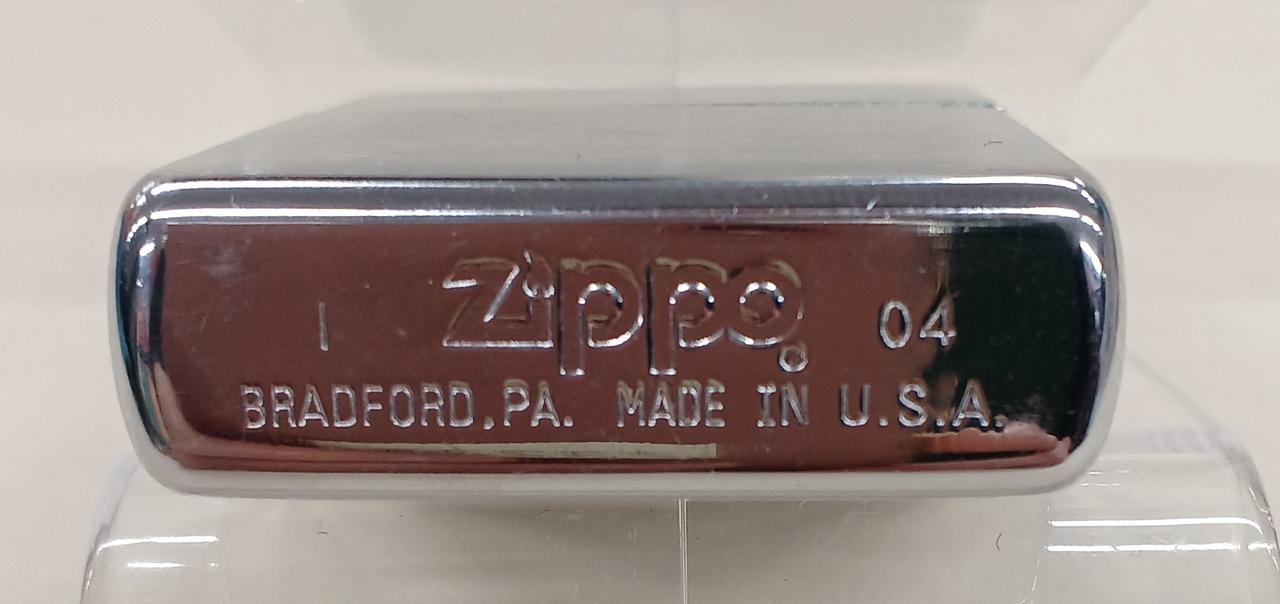 I Zippo® 04
BRADFORD,PA. MADE IN U.S.A.